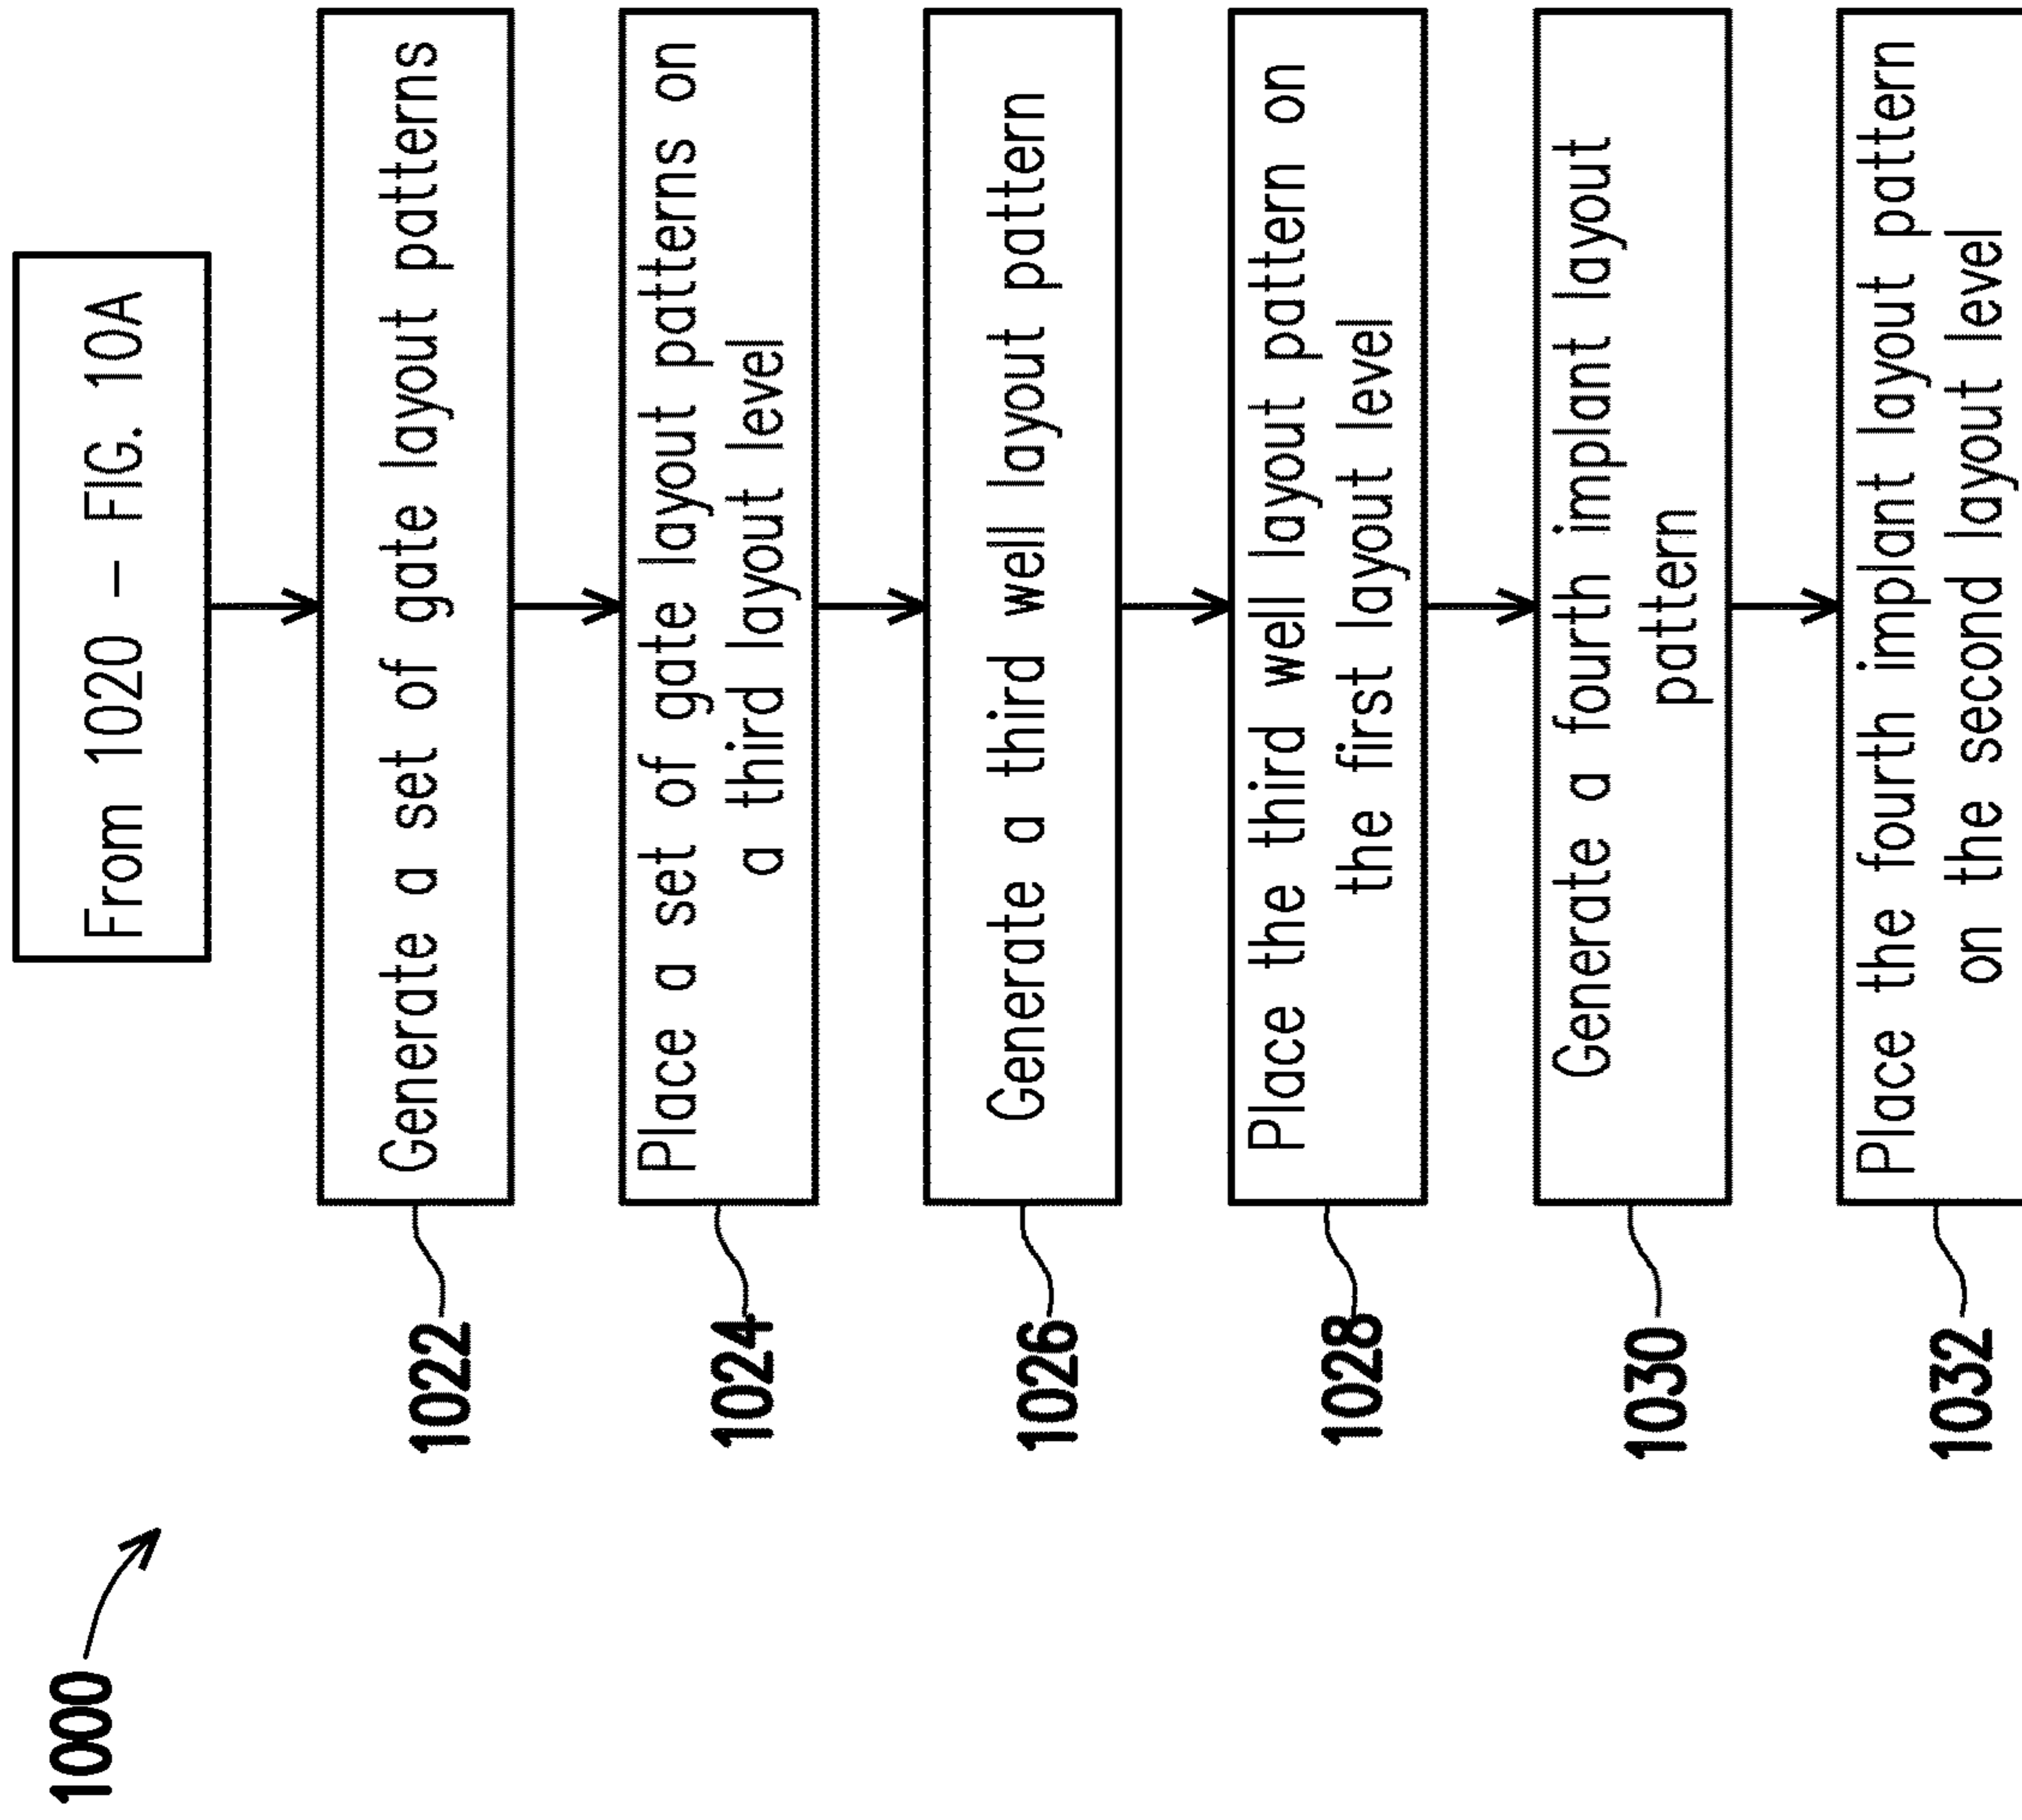 1000
From 1020 – FIG. 10A
1022
Generate a set of gate layout patterns
1024
Place a set of gate layout patterns on
a third layout level
1026
Generate a third well layout pattern
1028
Place the third well layout pattern on
the first layout level
1030
Generate a fourth implant layout
pattern
1032
Place the fourth implant layout pattern
on the second layout level